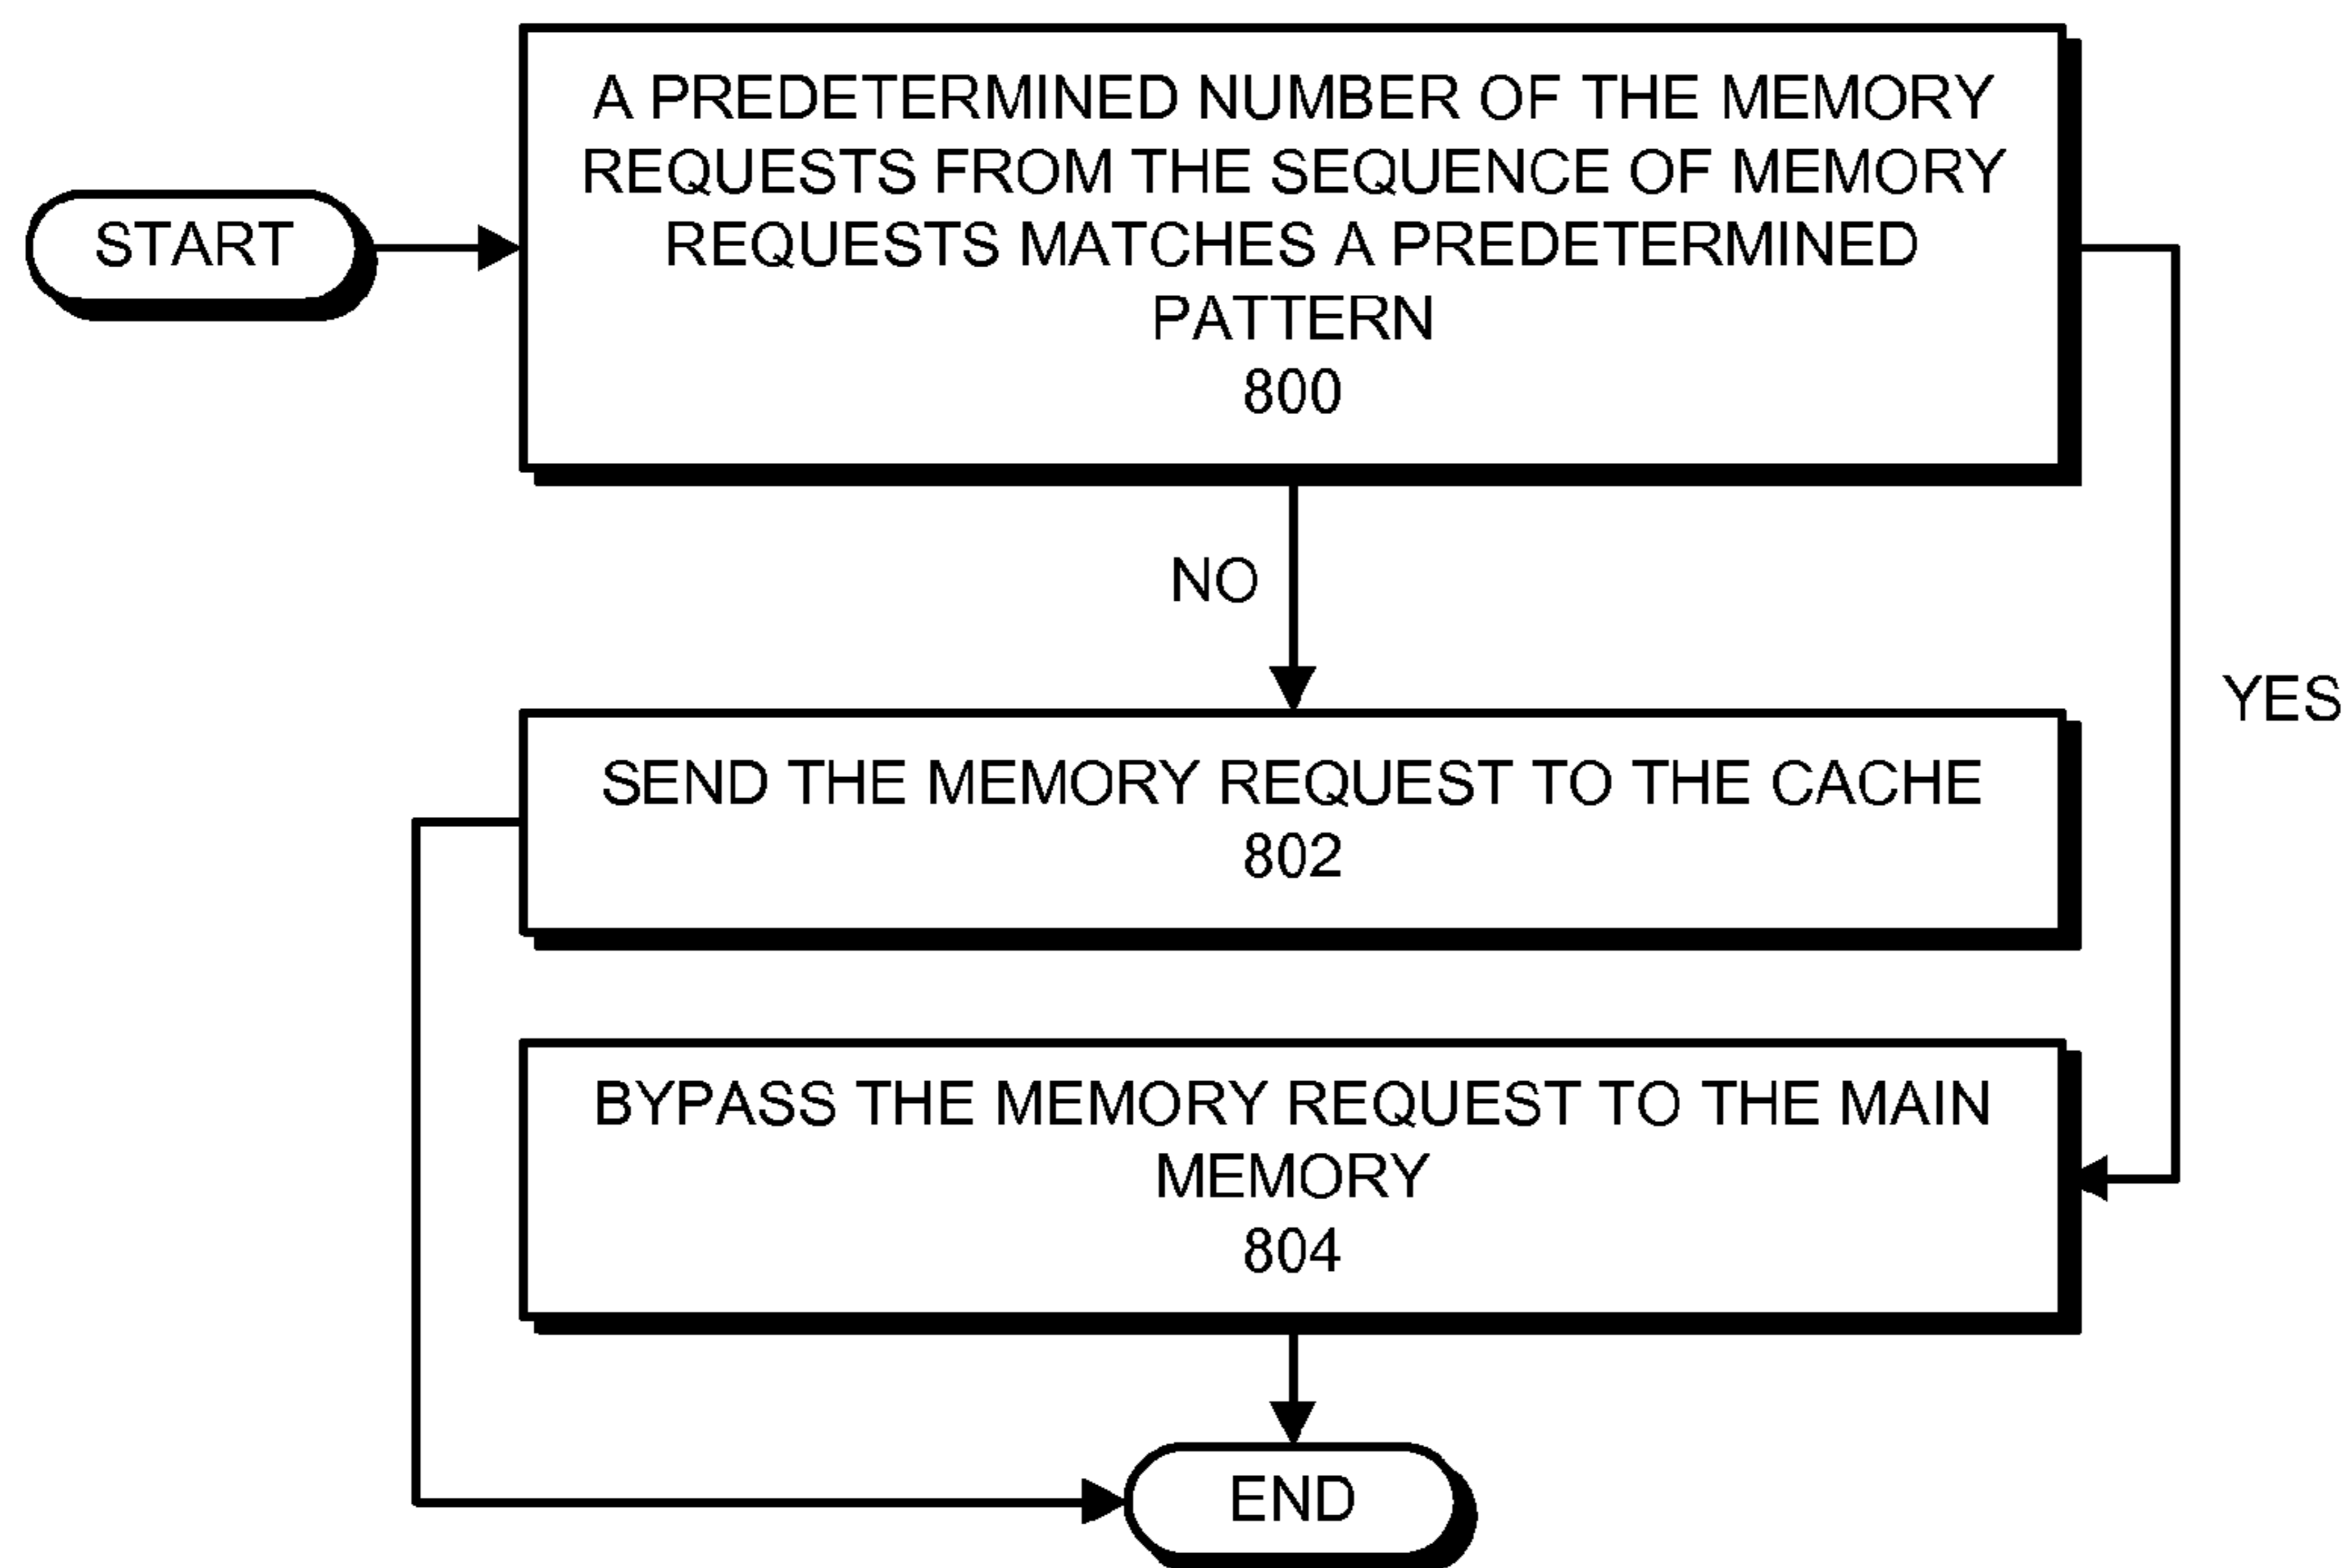 START
A PREDETERMINED NUMBER OF THE MEMORY
REQUESTS FROM THE SEQUENCE OF MEMORY
REQUESTS MATCHES A PREDETERMINED
PATTERN
800
NO
YES
SEND THE MEMORY REQUEST TO THE CACHE
802
BYPASS THE MEMORY REQUEST TO THE MAIN
MEMORY
804
END